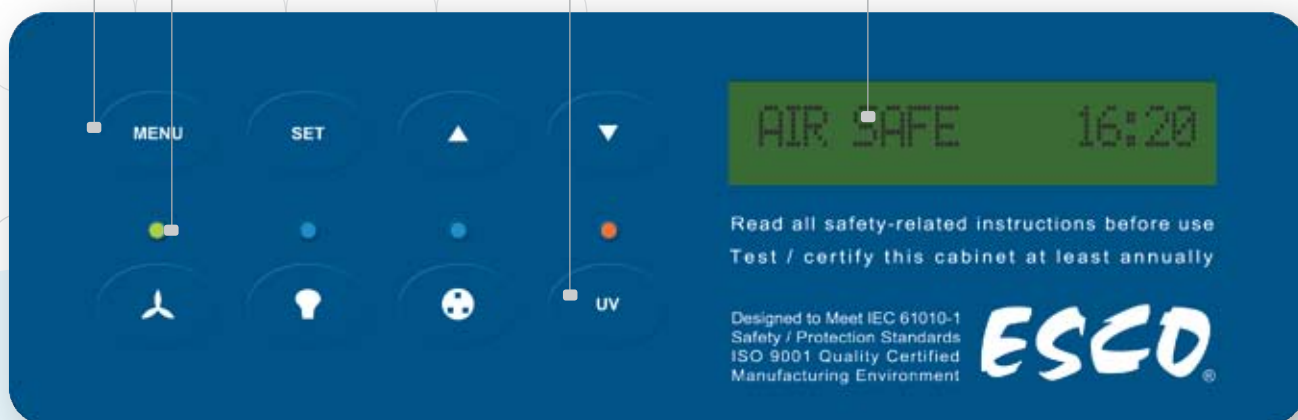 MENU SET ▲ ▼
UV
AIR SAFE 16:20
Read all safety-related instructions before use
Test / certify this cabinet at least annually
Designed to Meet IEC 61010-1
Safety / Protection Standards
ISO 9001 Quality Certified
Manufacturing Environment
ESCO®